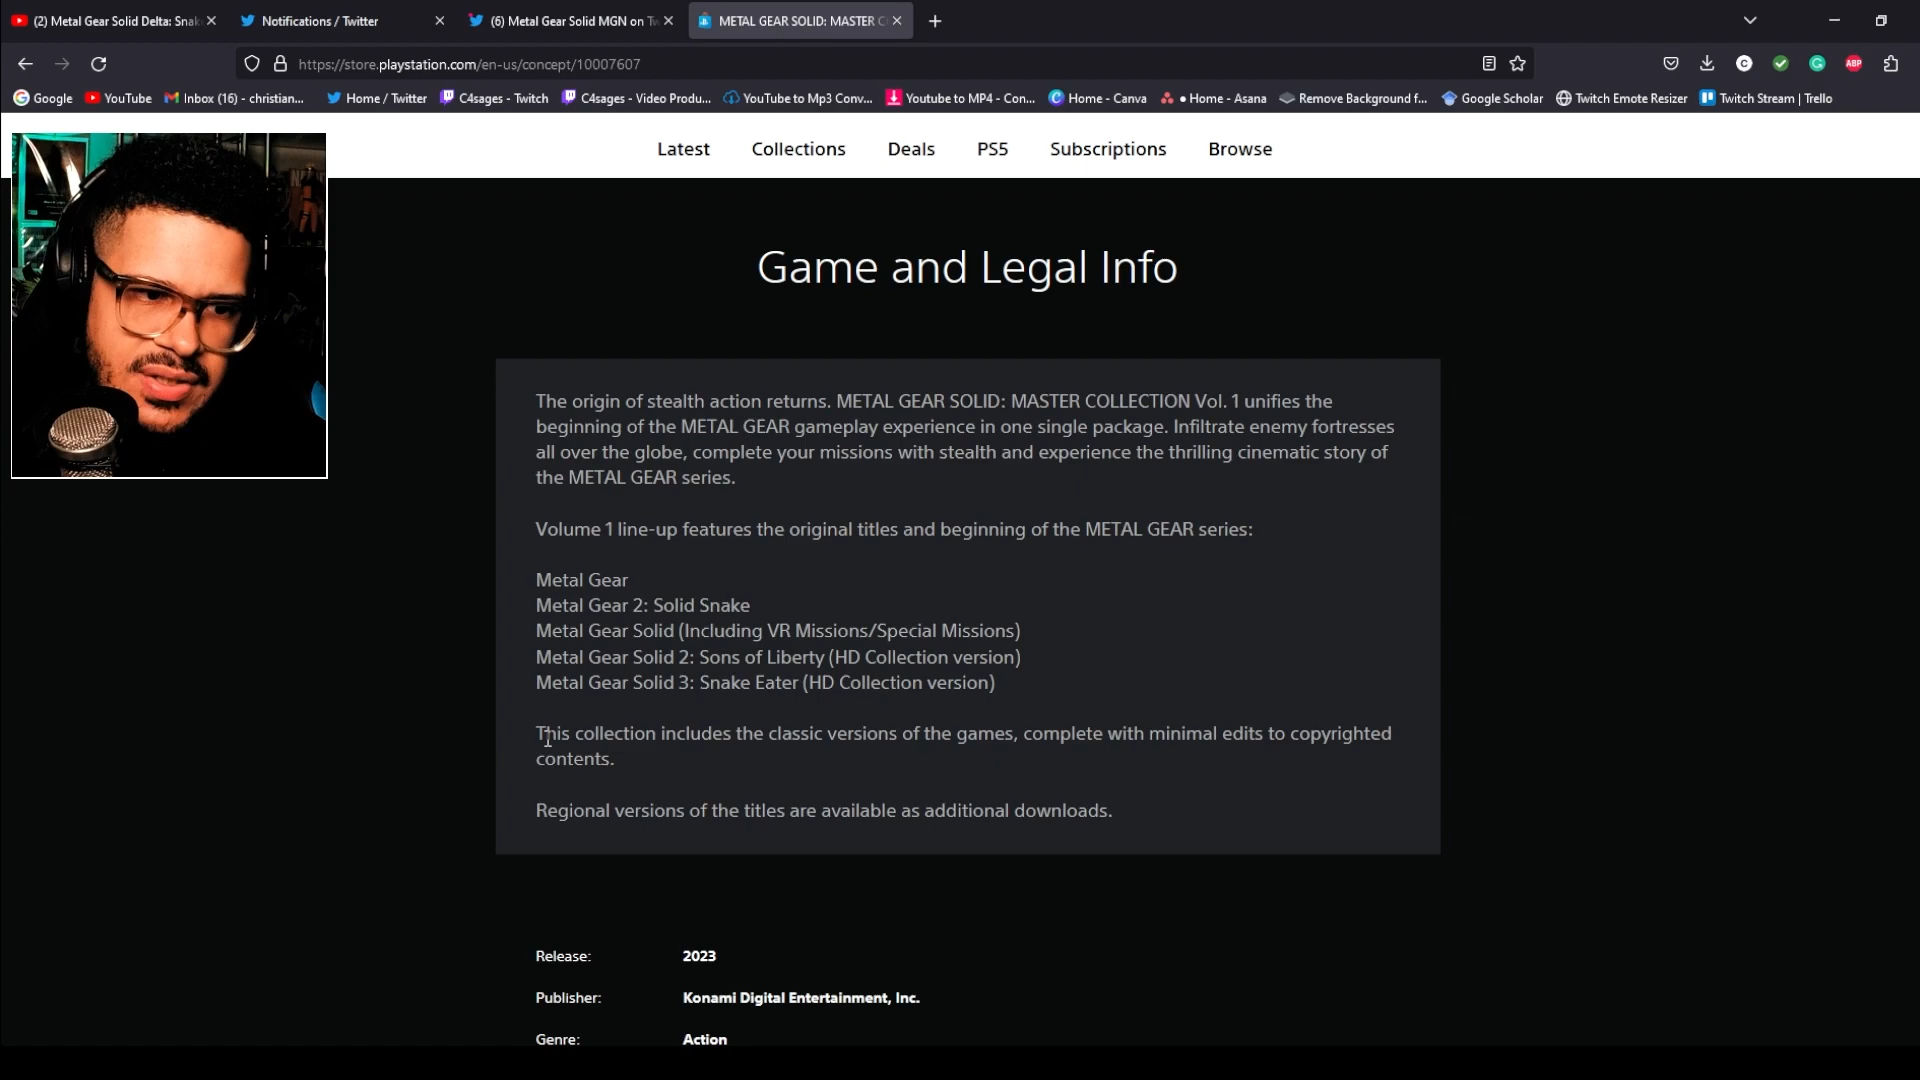 (2) Metal Gear Solid Delta: Snak
Notifications / Twitter
(6) Metal Gear Solid MGN on Tw
METAL GEAR SOLID: MASTER C
https://store.playstation.com/en-us/concept/10007607
Google
YouTube
Inbox (16) - christian...
Home / Twitter
C4sages - Twitch
C4sages - Video Produ...
YouTube to Mp3 Conv...
Youtube to MP4 - Con...
Home - Canva
● Home - Asana
Remove Background f...
Google Scholar
Twitch Emote Resizer
Twitch Stream | Trello
C
ABP
Latest
Collections
Deals
PS5
Subscriptions
Browse
Game and Legal Info
The origin of stealth action returns. METAL GEAR SOLID: MASTER COLLECTION Vol. 1 unifies the
beginning of the METAL GEAR gameplay experience in one single package. Infiltrate enemy fortresses
all over the globe, complete your missions with stealth and experience the thrilling cinematic story of
the METAL GEAR series.
Volume 1 line-up features the original titles and beginning of the METAL GEAR series:
Metal Gear
Metal Gear 2: Solid Snake
Metal Gear Solid (Including VR Missions/Special Missions)
Metal Gear Solid 2: Sons of Liberty (HD Collection version)
Metal Gear Solid 3: Snake Eater (HD Collection version)
This collection includes the classic versions of the games, complete with minimal edits to copyrighted
contents.
Regional versions of the titles are available as additional downloads.
Release: 2023
Publisher: Konami Digital Entertainment, Inc.
Genre: Action